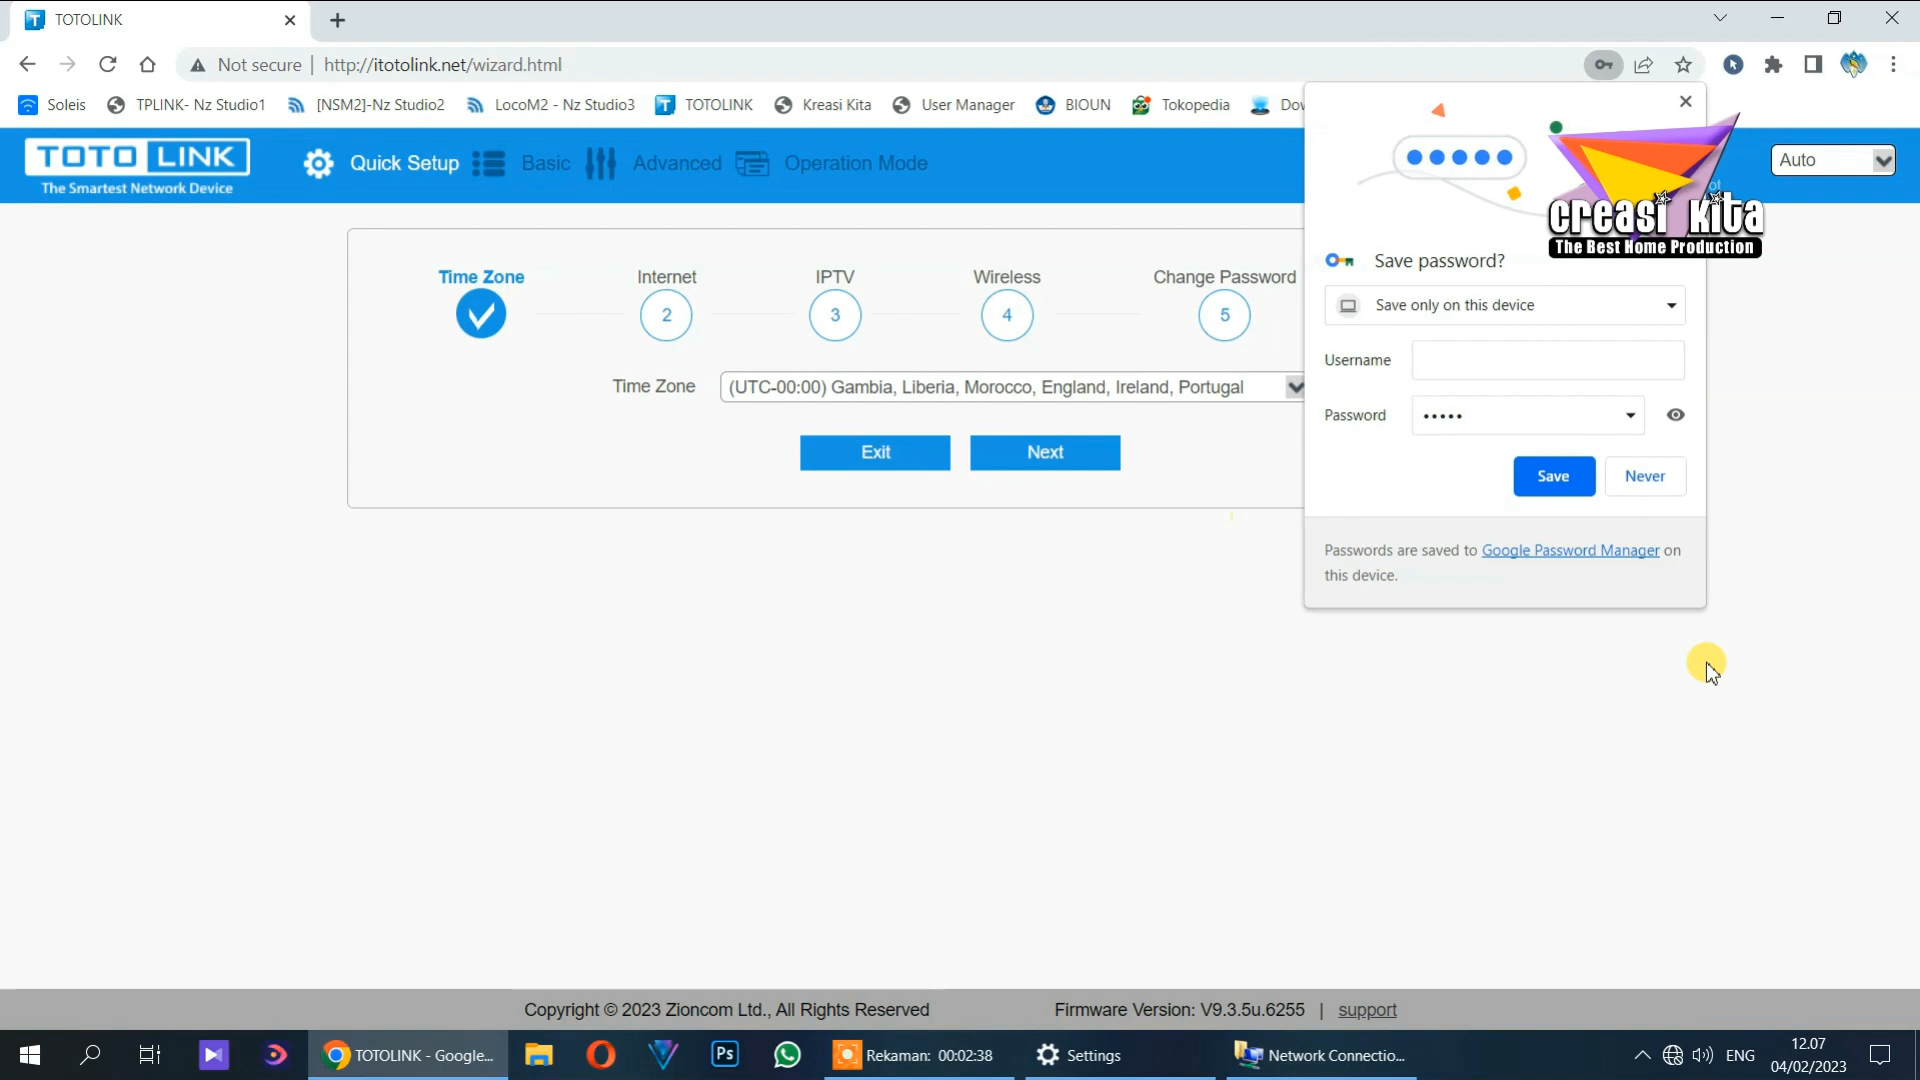 TOTOLINK
Not secure
http://itotolink.net/wizard.html
Soleis
TPLINK- Nz Studio1
[NSM2]-Nz Studio2
LocoM2 - Nz Studio3
TOTOLINK
Kreasi Kita
User Manager
BIOUN
Tokopedia
Dow
TOTO LINK
The Smartest Network Device
Quick Setup
Basic
Advanced
Operation Mode
Auto
creasi kita
The Best Home Production
Time Zone
Internet
IPTV
Wireless
Change Password
2
3
4
5
Time Zone
(UTC-00:00) Gambia, Liberia, Morocco, England, Ireland, Portugal
Exit
Next
Save password?
Save only on this device
Username
Password
Save
Never
Passwords are saved to Google Password Manager on
this device.
Copyright © 2023 Zioncom Ltd., All Rights Reserved
Firmware Version: V9.3.5u.6255 | support
TOTOLINK - Google...
Ps
Rekaman: 00:02:38
Settings
Network Connectio...
ENG
12.07
04/02/2023